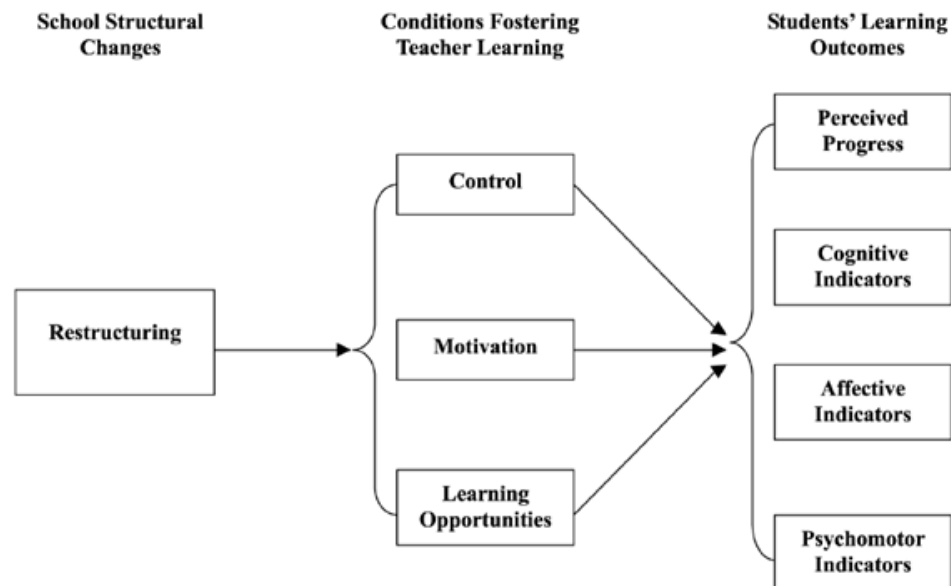 School Structural
Changes
Conditions Fostering
Teacher Learning
Students' Learning
Outcomes
Restructuring
Control
Motivation
Learning
Opportunities
Perceived
Progress
Cognitive
Indicators
Affective
Indicators
Psychomotor
Indicators